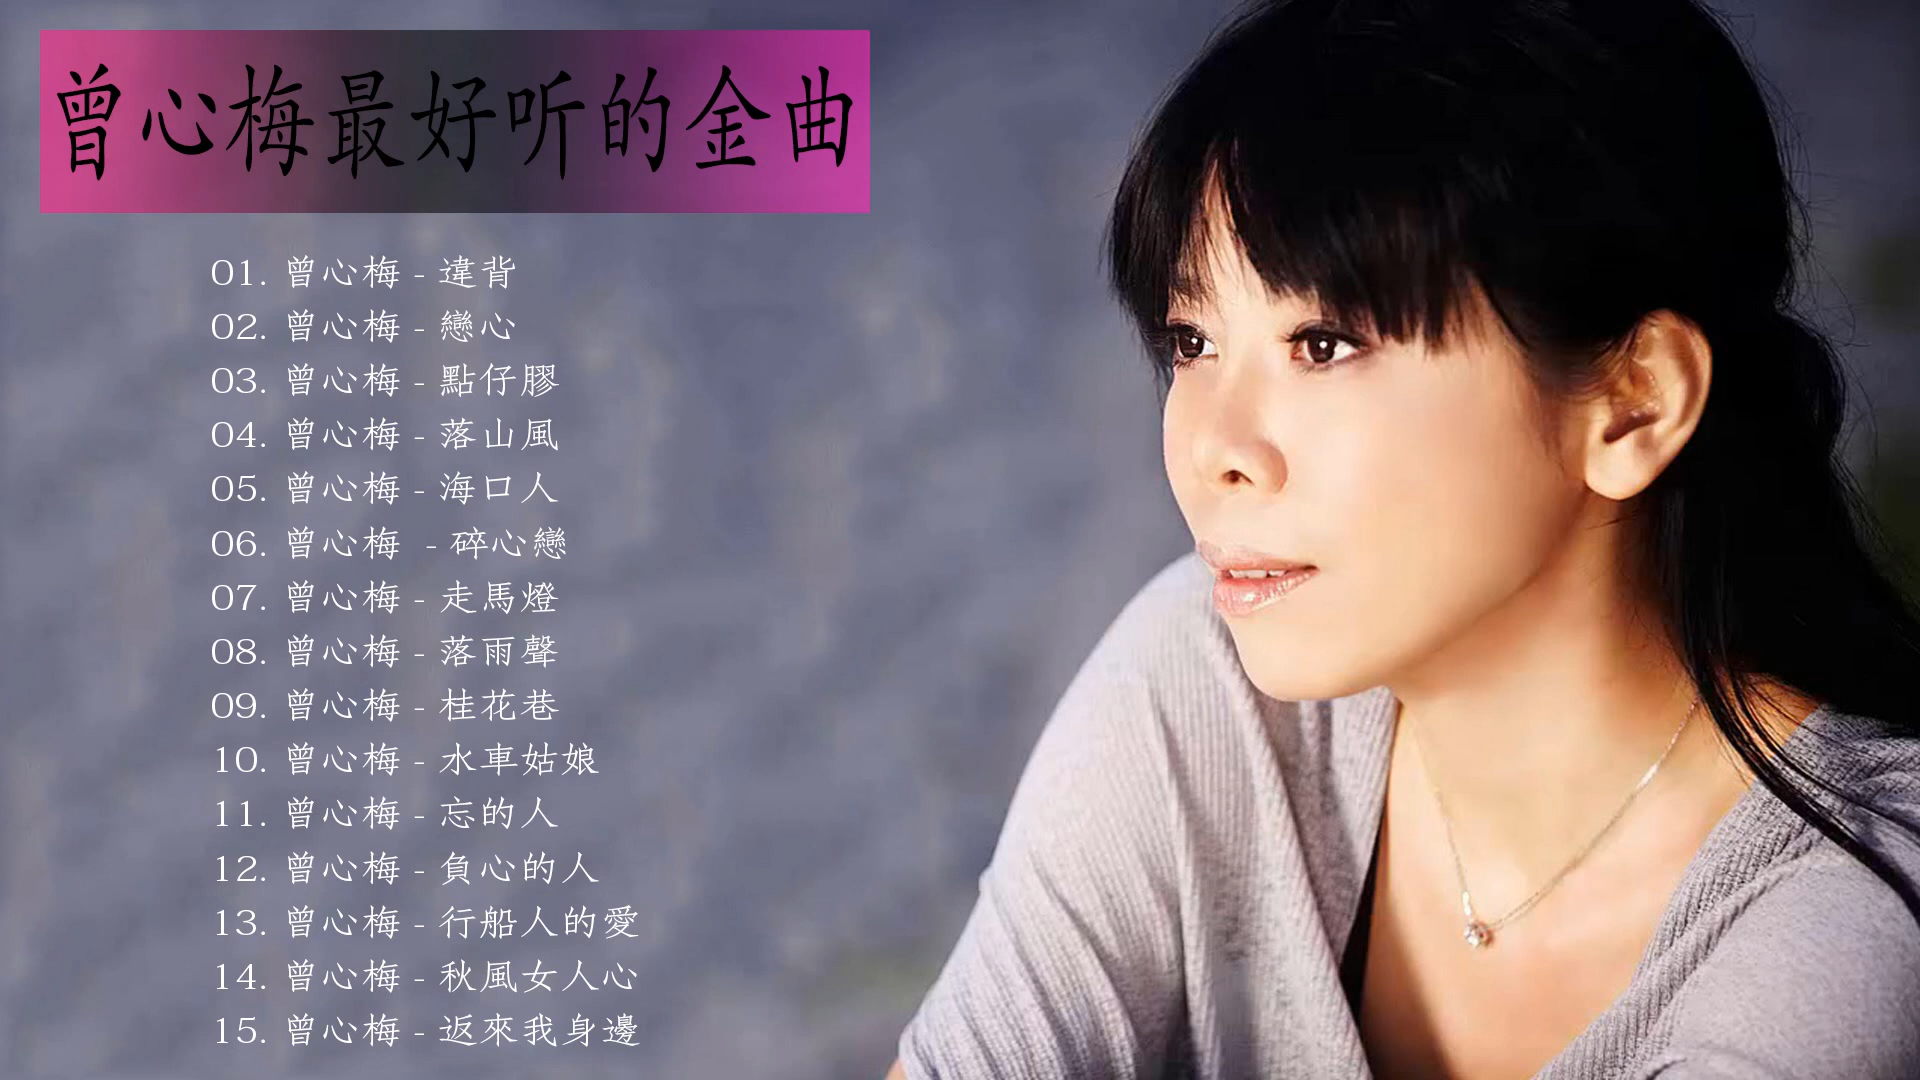 曾心梅最好听的金曲
01. 曾心梅 - 違背
02. 曾心梅 - 戀心
03. 曾心梅 - 點仔膠
04. 曾心梅 - 落山風
05. 曾心梅 - 海口人
06. 曾心梅 - 碎心戀
07. 曾心梅 - 走馬燈
08. 曾心梅 - 落雨聲
09. 曾心梅 - 桂花巷
10. 曾心梅 - 水車姑娘
11. 曾心梅 - 忘的人
12. 曾心梅 - 負心的人
13. 曾心梅 - 行船人的愛
14. 曾心梅 - 秋風女人心
15. 曾心梅 - 返來我身邊